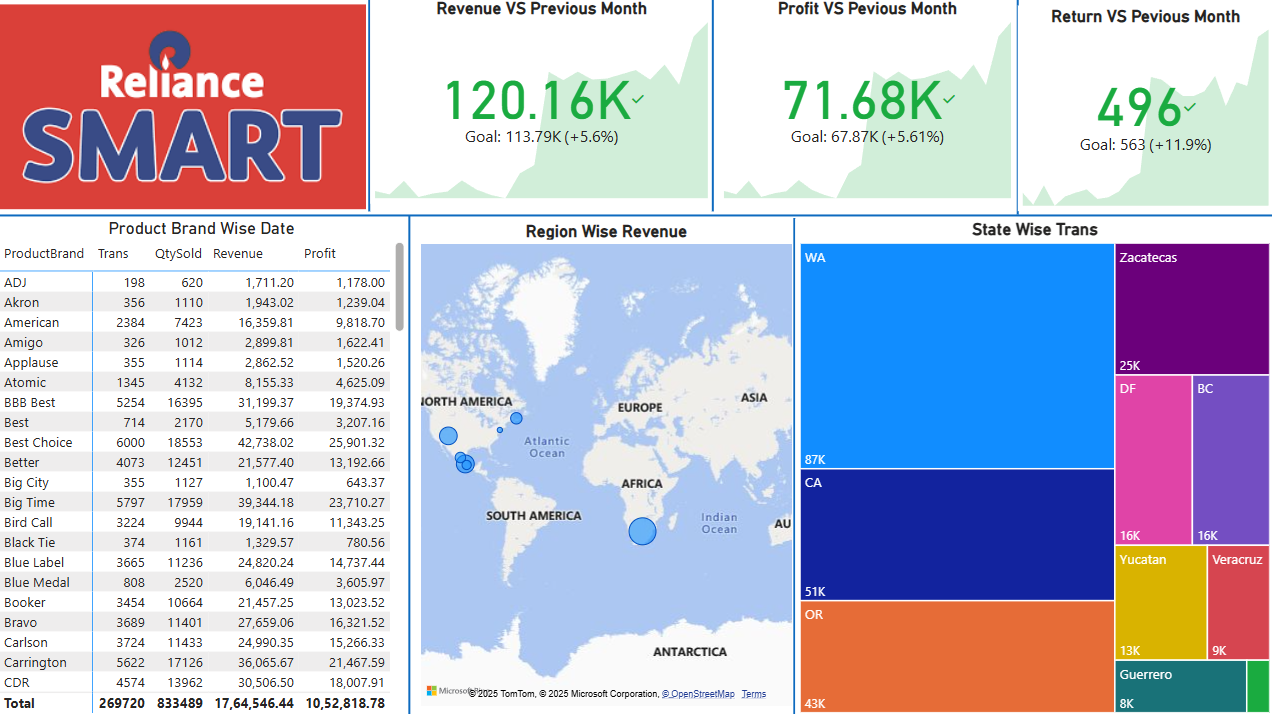 Reliance
SMART
Revenue VS Previous Month
120.16K
Goal: 113.79K (+5.6%)
Profit VS Pevious Month
71.68K
Goal: 67.87K (+5.61%)
Return VS Pevious Month
496
Goal: 563 (+11.9%)
Product Brand Wise Date
ProductBrand Trans QtySold Revenue Profit
ADJ 198 620 1,711.20 1,178.00
Akron 356 1110 1,943.02 1,239.04
American 2384 7423 16,359.81 9,818.70
Amigo 326 1012 2,899.81 1,622.41
Applause 355 1114 2,862.52 1,520.26
Atomic 1345 4132 8,155.33 4,625.09
BBB Best 5254 16395 31,199.37 19,374.93
Best 714 2170 5,179.66 3,207.16
Best Choice 6000 18553 42,738.02 25,901.32
Better 4073 12451 21,577.40 13,192.66
Big City 355 1127 1,100.47 643.37
Big Time 5797 17959 39,344.18 23,710.27
Bird Call 3224 9944 19,141.16 11,343.25
Black Tie 374 1161 1,329.57 780.56
Blue Label 3665 11236 24,820.24 14,737.44
Blue Medal 808 2520 6,046.49 3,605.97
Booker 3454 10664 21,457.25 13,023.52
Bravo 3689 11401 27,659.06 16,321.52
Carlson 3724 11433 24,990.35 15,266.33
Carrington 5622 17126 36,065.67 21,467.59
CDR 4574 13962 30,506.50 18,007.91
Total 269720 833489 17,64,546.44 10,52,818.78
Region Wise Revenue
NORTH AMERICA
EUROPE
ASIA
Atlantic
Ocean
AFRICA
SOUTH AMERICA
Indian
Ocean
AU
ANTARCTICA
Microsoft
© 2025 TomTom, © 2025 Microsoft Corporation, © OpenStreetMap Terms
State Wise Trans
WA
87K
CA
51K
OR
43K
Zacatecas
25K
DF
16K
BC
16K
Yucatan
13K
Veracruz
9K
Guerrero
8K